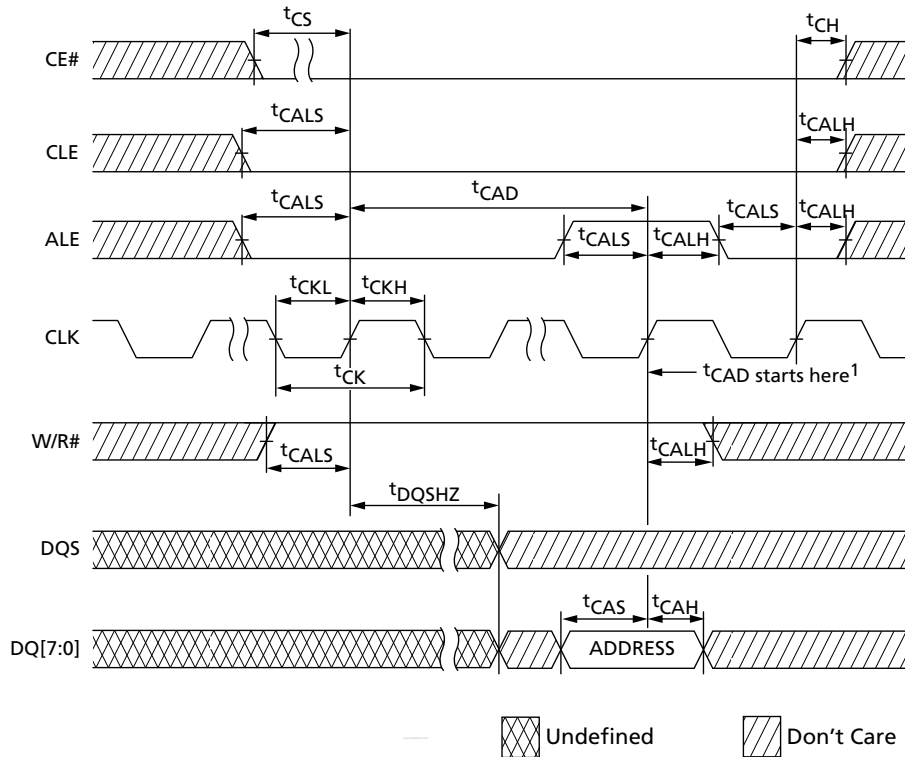 tCS
tCH
CE#
tCALS
tCALH
CLE
tCALS
tCAD
tCALS
tCALH
ALE
tCALS
tCALH
tCKL
tCKH
CLK
tCK
tCAD starts here1
W/R#
tCALS
tCALH
tDQSHZ
DQS
tCAS
tCAH
DQ[7:0]
ADDRESS
Undefined
Don't Care